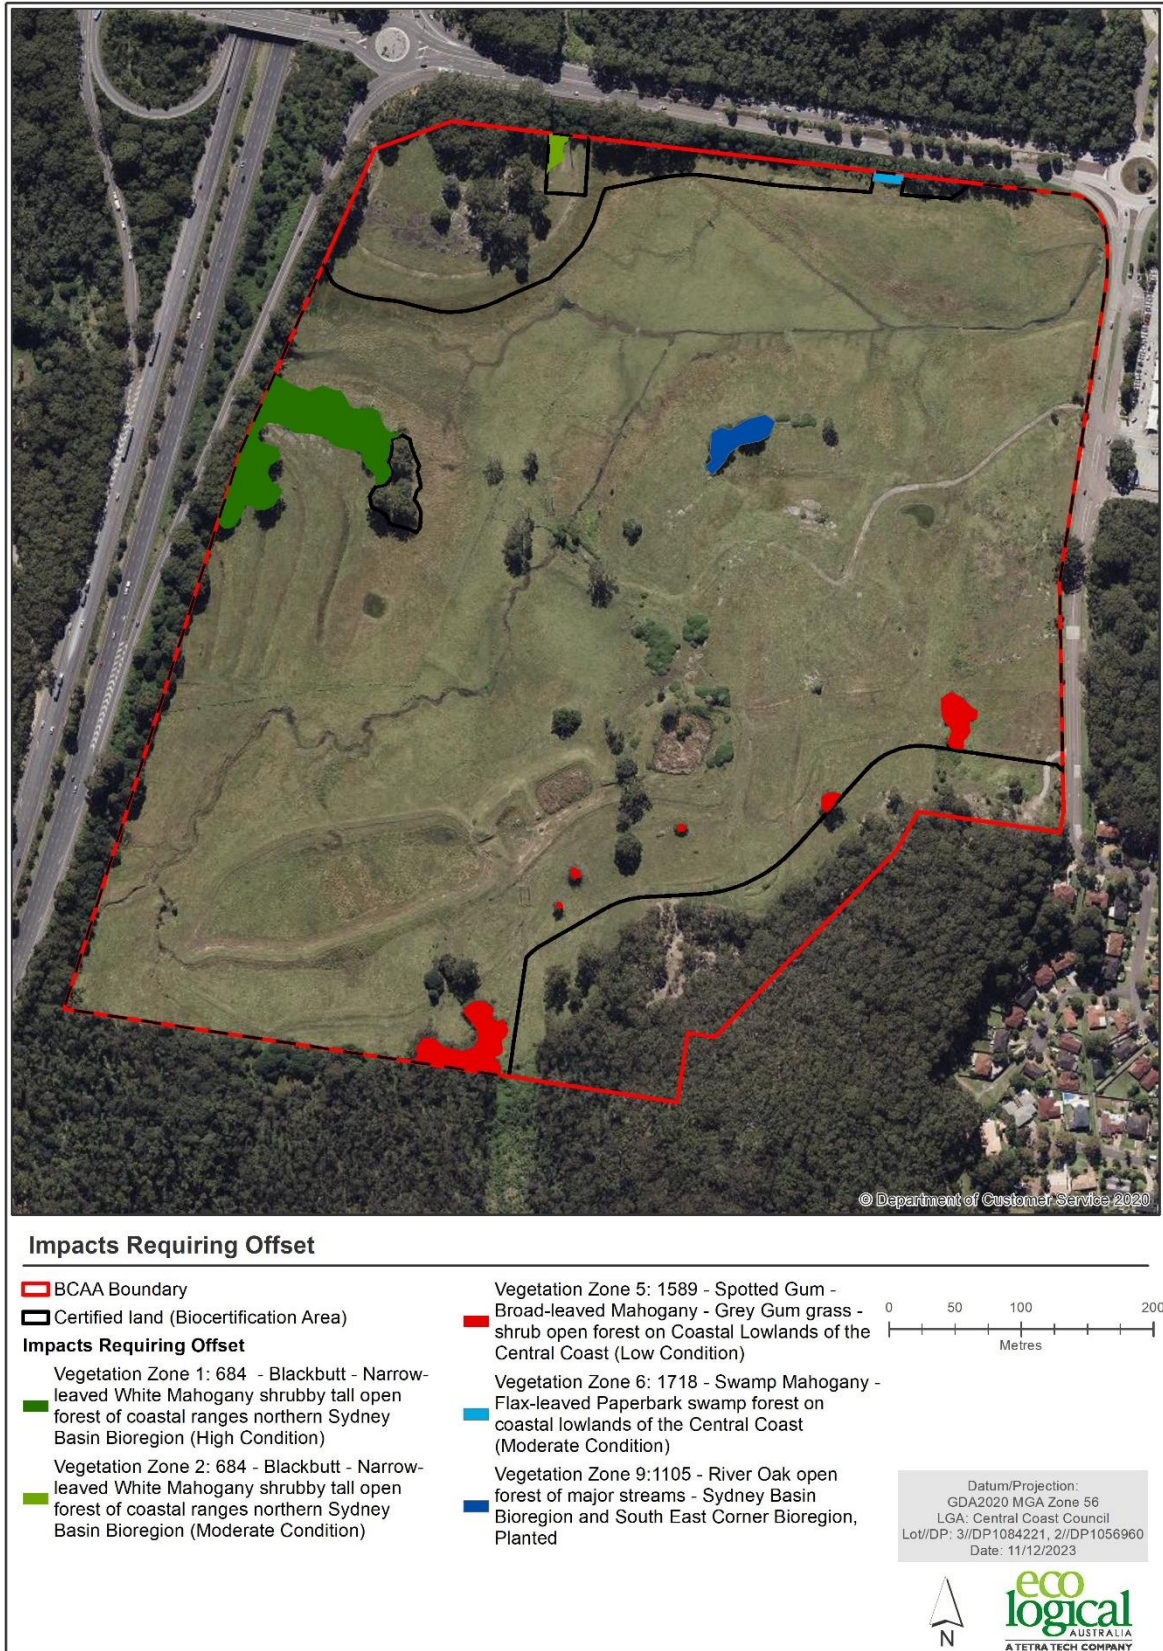 © Department of Customer Service 2020
Impacts Requiring Offset
BCAA Boundary
Certified land (Biocertification Area)
Impacts Requiring Offset
Vegetation Zone 1: 684 - Blackbutt - Narrow-
leaved White Mahogany shrubby tall open
forest of coastal ranges northern Sydney
Basin Bioregion (High Condition)
Vegetation Zone 2: 684 - Blackbutt - Narrow-
leaved White Mahogany shrubby tall open
forest of coastal ranges northern Sydney
Basin Bioregion (Moderate Condition)
Vegetation Zone 5: 1589 - Spotted Gum -
Broad-leaved Mahogany - Grey Gum grass -
shrub open forest on Coastal Lowlands of the
Central Coast (Low Condition)
Vegetation Zone 6: 1718 - Swamp Mahogany -
Flax-leaved Paperbark swamp forest on
coastal lowlands of the Central Coast
(Moderate Condition)
Vegetation Zone 9:1105 - River Oak open
forest of major streams - Sydney Basin
Bioregion and South East Corner Bioregion,
Planted
0 50 100 200
Metres
Datum/Projection:
GDA2020 MGA Zone 56
LGA: Central Coast Council
Lot//DP: 3//DP1084221, 2//DP1056960
Date: 11/12/2023
N
eco
logical
AUSTRALIA
A TETRA TECH COMPANY